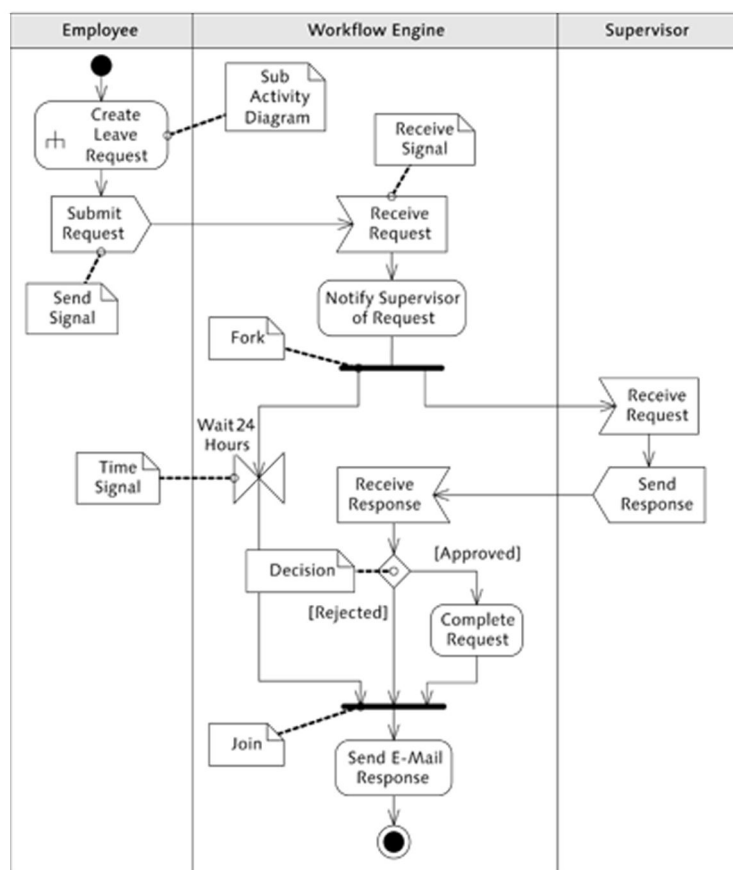 Employee
Workflow Engine
Supervisor
Sub
Activity
Diagram
Create
Leave
Request
Receive
Signal
Submit
Request
Receive
Request
Send
Signal
Notify Supervisor
of Request
Fork
Receive
Request
Wait 24
Hours
Time
Signal
Receive
Response
Send
Response
[Approved]
Decision
[Rejected]
Complete
Request
Join
Send E-Mail
Response